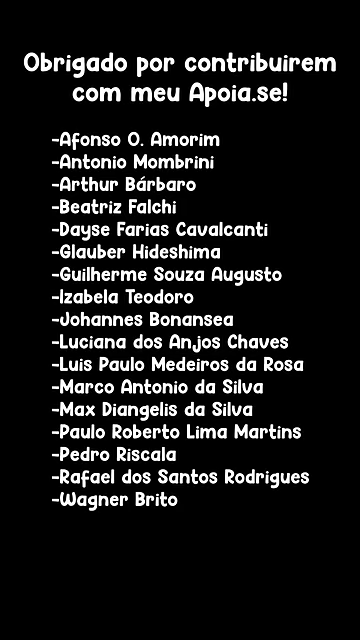 Obrigado por contribuirem
com meu Apoia.se!
-Afonso O. Amorim
-Antonio Mombrini
-Arthur Bárbaro
-Beatriz Falchi
-Dayse Farias Cavalcanti
-Glauber Hideshima
-Guilherme Souza Augusto
-Izabela Teodoro
-Johannes Bonansea
-Luciana dos Anjos Chaves
-Luis Paulo Medeiros da Rosa
-Marco Antonio da Silva
-Max Diangelis da Silva
-Paulo Roberto Lima Martins
-Pedro Riscala
-Rafael dos Santos Rodrigues
-Wagner Brito